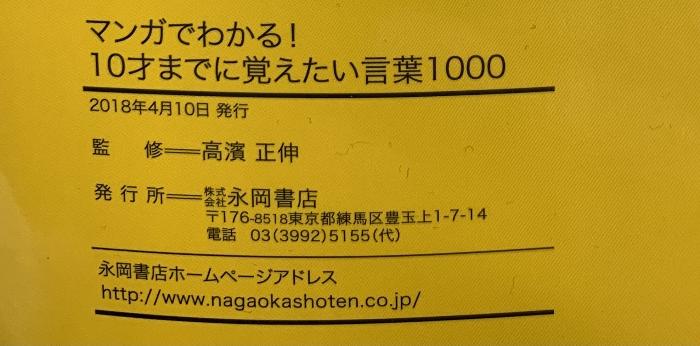 マンガでわかる!
10才までに覚えたい言葉1000
2018年4月10日 発行
監　修══高濱 正伸
発行所══株式会社永岡書店
〒176-8518東京都練馬区豊玉上1-7-14
電話　03(3992)5155(代)
永岡書店ホームページアドレス
http://www.nagaokashoten.co.jp/